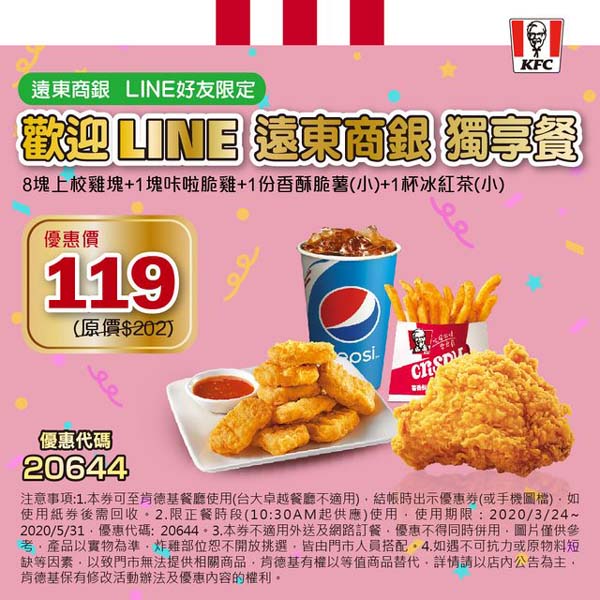 KFC
遠東商銀 LINE好友限定
歡迎LINE 遠東商銀 獨享餐
8塊上校雞塊+1塊咔啦脆雞+1份香酥脆薯(小)+1杯冰紅茶(小)
優惠價
119
(原價$202)
pepsi
crispy
優惠代碼
20644
注意事項:1.本券可至肯德基餐廳使用(台大卓越餐廳不適用)，結帳時出示優惠券(或手機圖檔)，如
使用紙券後需回收。2.限正餐時段(10:30AM起供應)使用，使用期限：2020/3/24~
2020/5/31，優惠代碼: 20644。3.本券不適用外送及網路訂餐，優惠不得同時併用，圖片僅供參
考，產品以實物為準，炸雞部位恕不開放挑選，皆由門市人員搭配。4.如遇不可抗力或原物料短
缺等因素，以致門市無法提供相關商品，肯德基有權以等值商品替代，詳情請以店內公告為主，
肯德基保有修改活動辦法及優惠內容的權利。